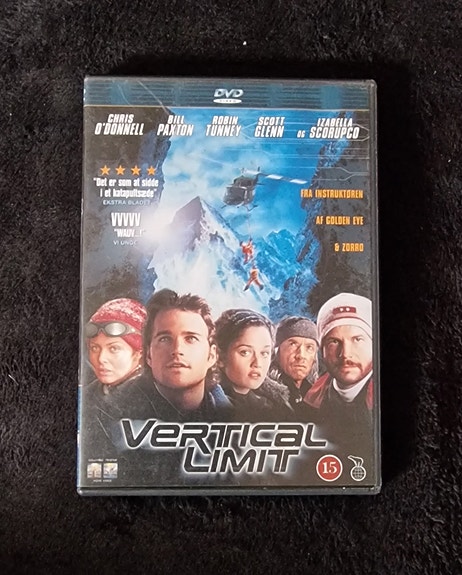 DVD
VIDEO
CHRIS O'DONNELL
BILL PAXTON
ROBIN TUNNEY
SCOTT GLENN
OG IZABELLA SCORUPCO
"Det er som at sidde
i et katapultsæde"
EKSTRA BLADET
VVVVV
"WAUV...!"
VI UNGE
FRA INSTRUKTØREN
AF GOLDEN EYE
& ZORRO
VERTICAL
LIMIT
15